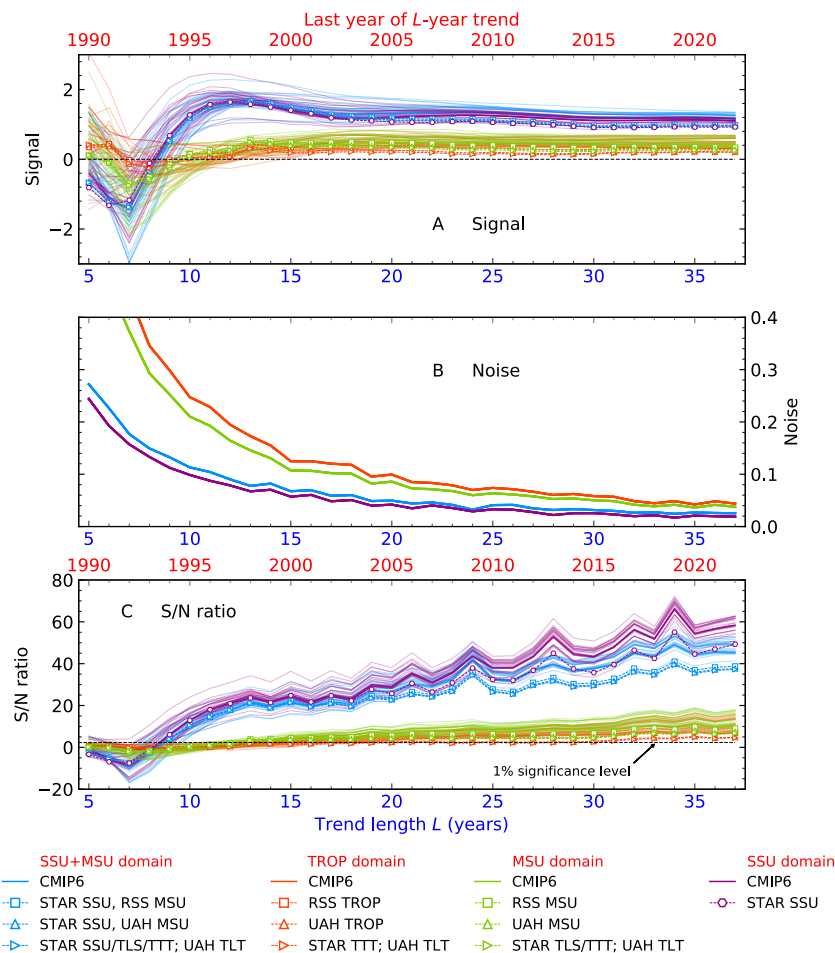 Last year of L-year trend
1990 1995 2000 2005 2010 2015 2020
2
0
−2
Signal
A Signal
5 10 15 20 25 30 35
0.4
0.3
0.2
0.1
0.0
Noise
B Noise
5 10 15 20 25 30 35
1990 1995 2000 2005 2010 2015 2020
80
60
40
20
0
−20
S/N ratio
C S/N ratio
1% significance level
5 10 15 20 25 30 35
Trend length L (years)
SSU+MSU domain TROP domain MSU domain SSU domain
CMIP6 CMIP6 CMIP6 CMIP6
STAR SSU, RSS MSU RSS TROP RSS MSU STAR SSU
STAR SSU, UAH MSU UAH TROP UAH MSU
STAR SSU/TLS/TTT; UAH TLT STAR TTT; UAH TLT STAR TLS/TTT; UAH TLT